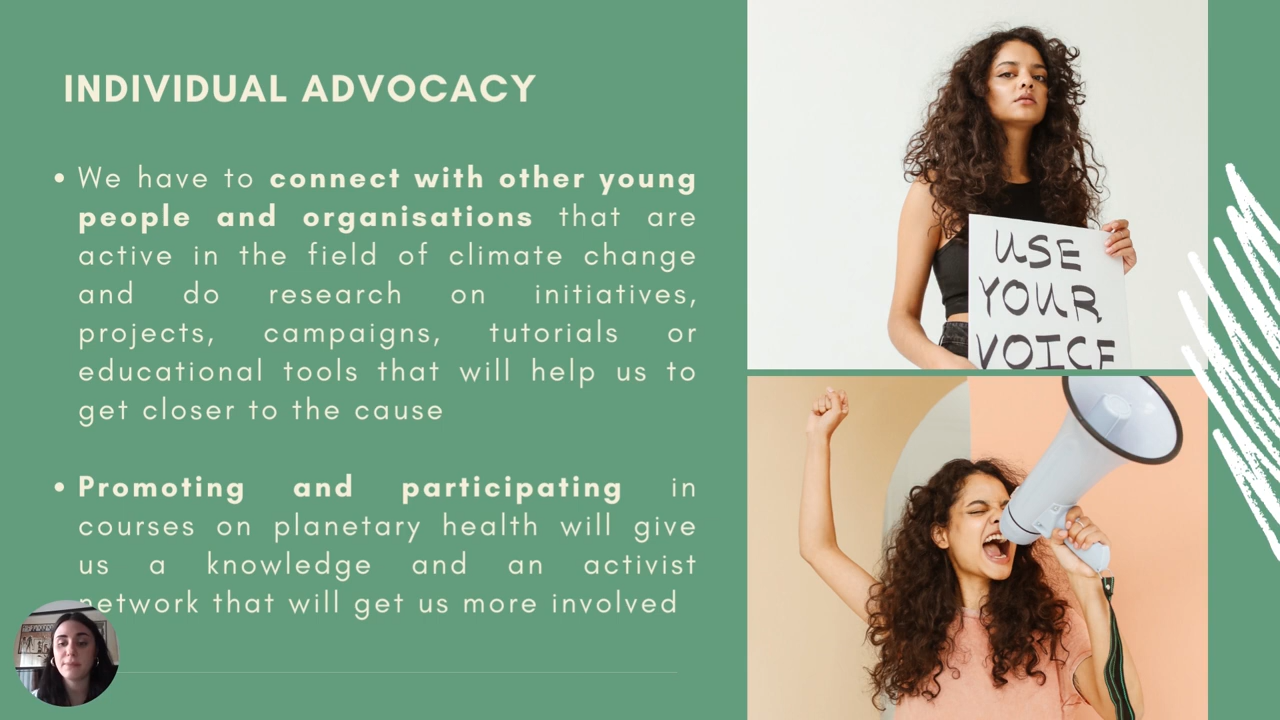 INDIVIDUAL ADVOCACY
• We have to connect with other young
people and organisations that are
active in the field of climate change
and do research on initiatives,
projects, campaigns, tutorials or
educational tools that will help us to
get closer to the cause
• Promoting and participating in
courses on planetary health will give
us a knowledge and an activist
network that will get us more involved
USE
YOUR
VOICE